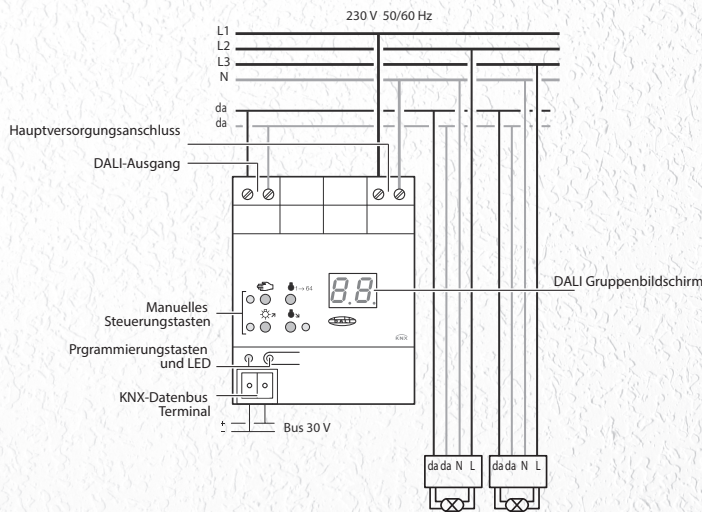 230 V 50/60 Hz
L1
L2
L3
N
da
da
Hauptversorgungsanschluss
DALI-Ausgang
1→64
8.8.
DALI Gruppenbildschirm
DALI
Manuelles
Steuerungstasten
KNX
Prgrammierungstasten
und LED
KNX-Datenbus
Terminal
+
-
Bus 30 V
da da N L
da da N L